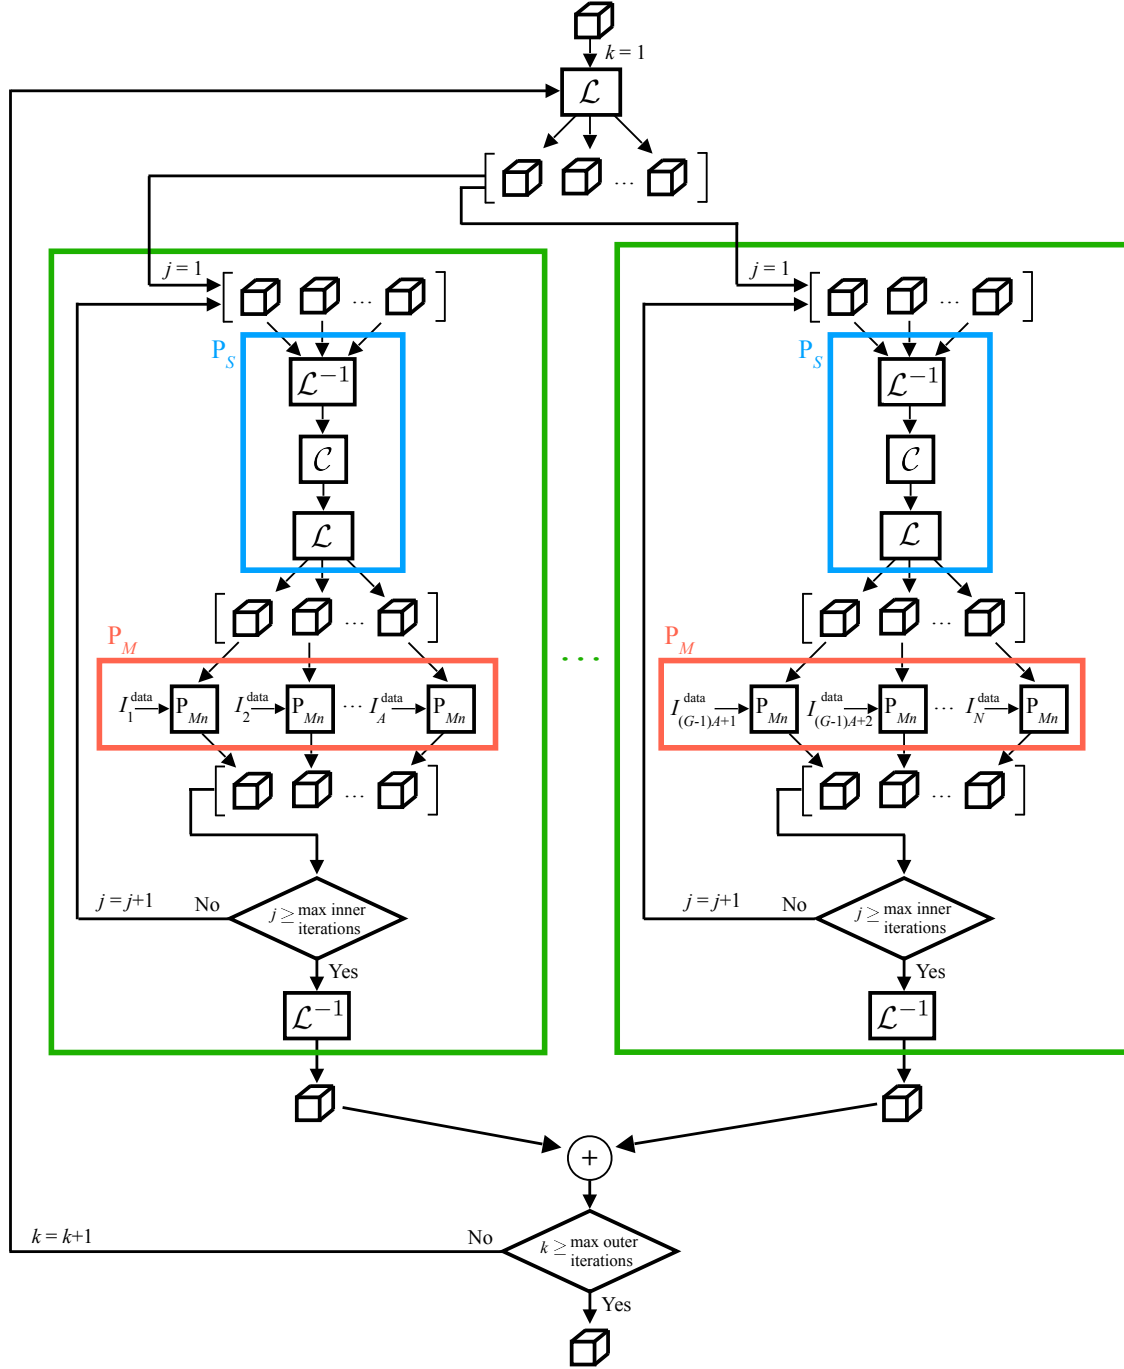 k = 1
ℒ
[ ... ]
j = 1 [ ... ]
j = 1 [ ... ]
P_S
P_S
ℒ⁻¹
ℒ⁻¹
𝒞
𝒞
ℒ
ℒ
[ ... ]
[ ... ]
P_M
P_M
...
I_1^data P_Mn I_2^data P_Mn ... I_A^data P_Mn
I_(G-1)A+1^data P_Mn I_(G-1)A+2^data P_Mn ... I_N^data P_Mn
[ ... ]
[ ... ]
j = j+1 No
j ≥ max inner
iterations
j = j+1 No
j ≥ max inner
iterations
Yes
Yes
ℒ⁻¹
ℒ⁻¹
+
k = k+1 No
k ≥ max outer
iterations
Yes